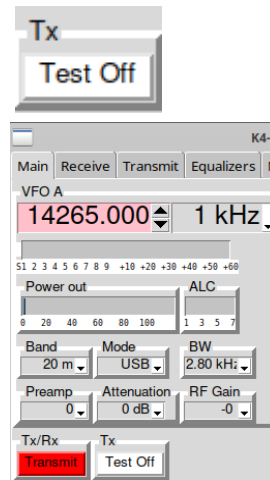 Tx
Test Off
K4-
Main Receive Transmit Equalizers
VFO A
14265.000 1 kHz
S1 2 3 4 5 6 7 8 9 +10 +20 +30 +40 +50 +60
Power out ALC
0 20 40 60 80 100 1 3 5 7
Band Mode BW
20 m USB 2.80 kHz
Preamp Attenuation RF Gain
0 0 dB -0
Tx/Rx Tx
Transmit Test Off